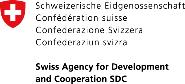 Schweizerische Eidgenossenschaft
Confédération suisse
Confederazione Svizzera
Confederaziun svizra
Swiss Agency for Development
and Cooperation SDC